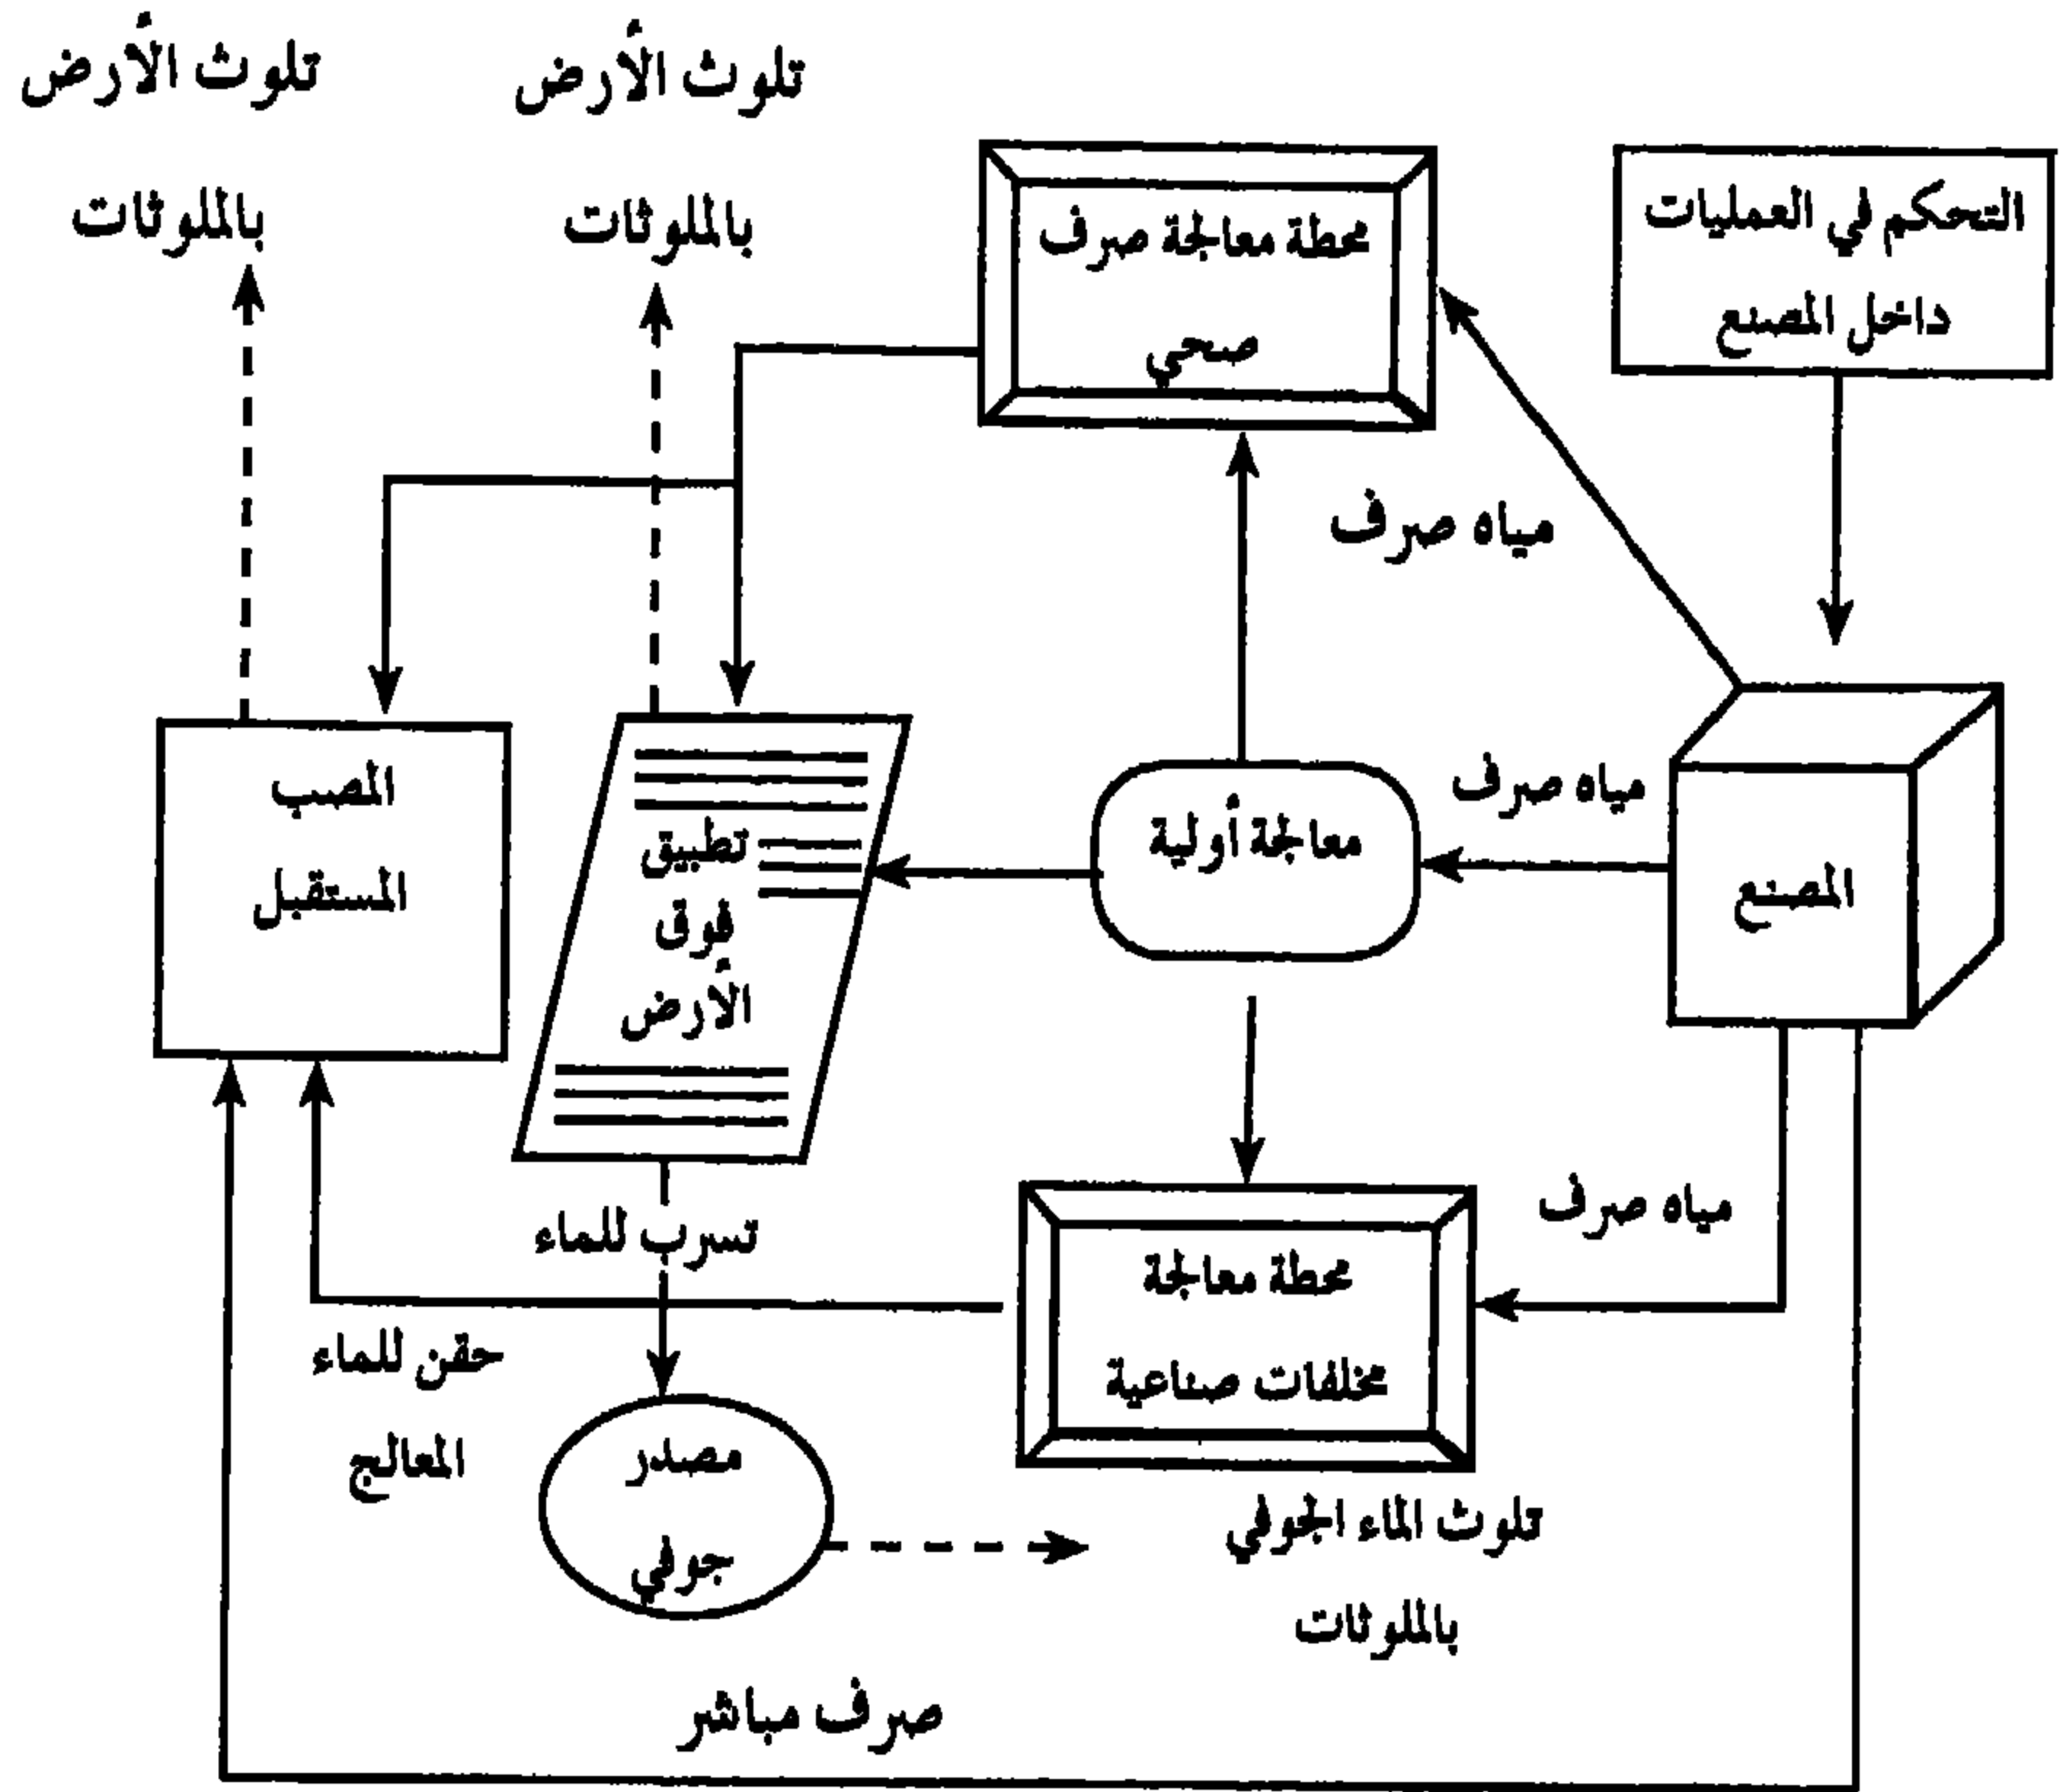 تلوث الأرض
بالملوثات
تلوث الأرض
بالملوثات
محطة معالجة صرف
صحي
التحكم في العمليات
داخل المصنع
مياه صرف
المصنع
مياه صرف
معالجة أولية
تطبيق
فوق
الأرض
المصب
المستقبل
مياه صرف
محطة معالجة
مخلفات صناعية
تسرب للماء
حقن للماء
المعالج
مصدر
جوفي
تلوث الماء الجوفي
بالملوثات
صرف مباشر